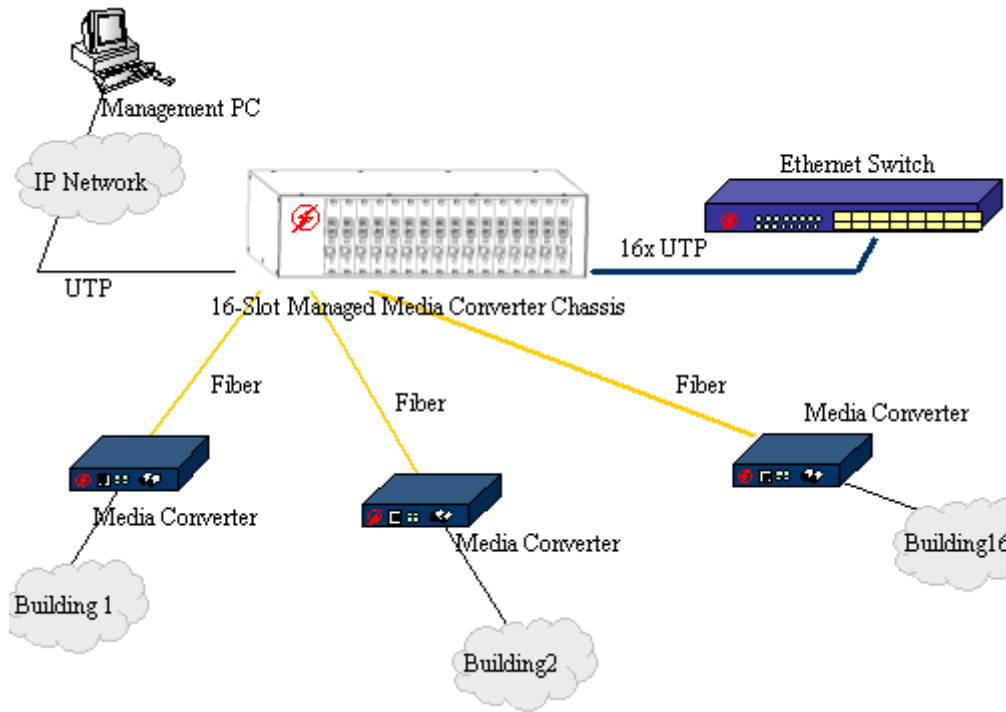 Management PC
IP Network
Ethernet Switch
16x UTP
UTP
16-Slot Managed Media Converter Chassis
Fiber
Fiber
Fiber
Media Converter
Media Converter
Media Converter
Building16
Building 1
Building2